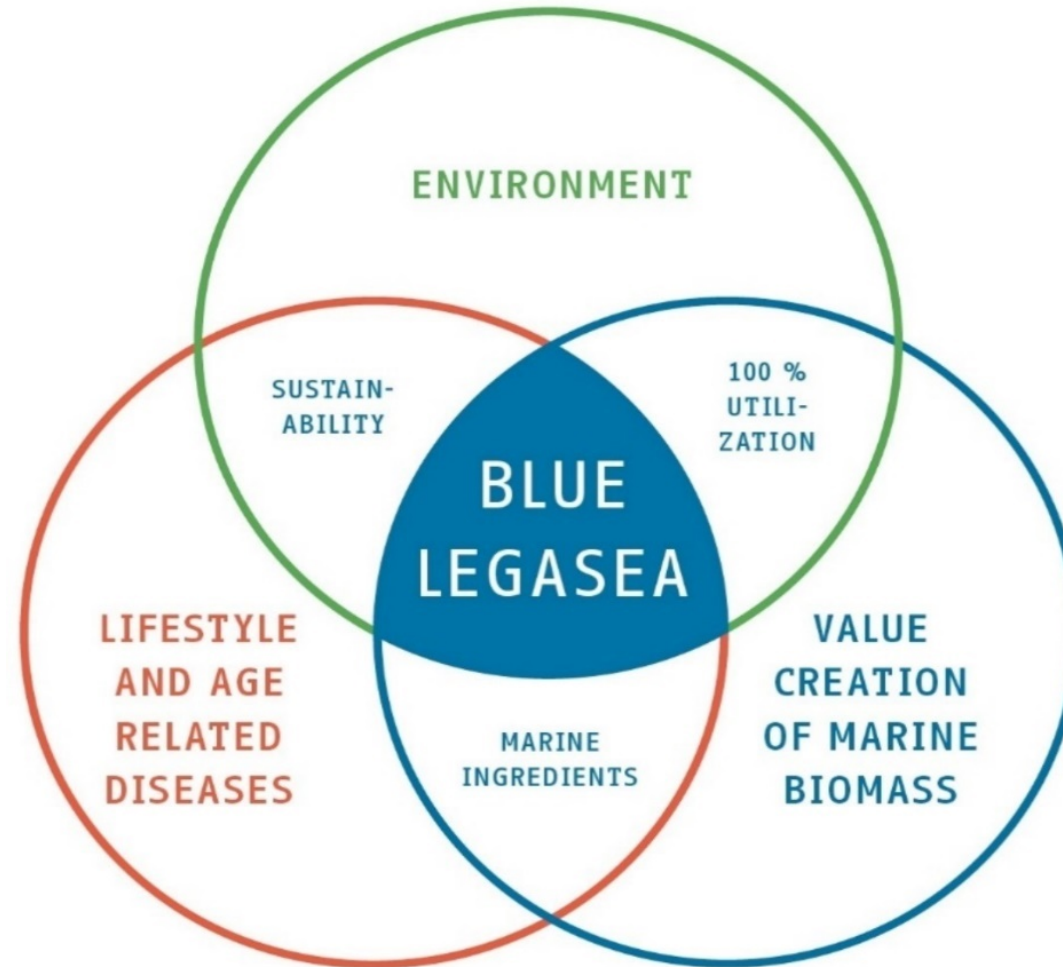 ENVIRONMENT
SUSTAIN-
ABILITY
100 %
UTILI-
ZATION
BLUE
LEGASEA
LIFESTYLE
AND AGE
RELATED
DISEASES
VALUE
CREATION
OF MARINE
BIOMASS
MARINE
INGREDIENTS